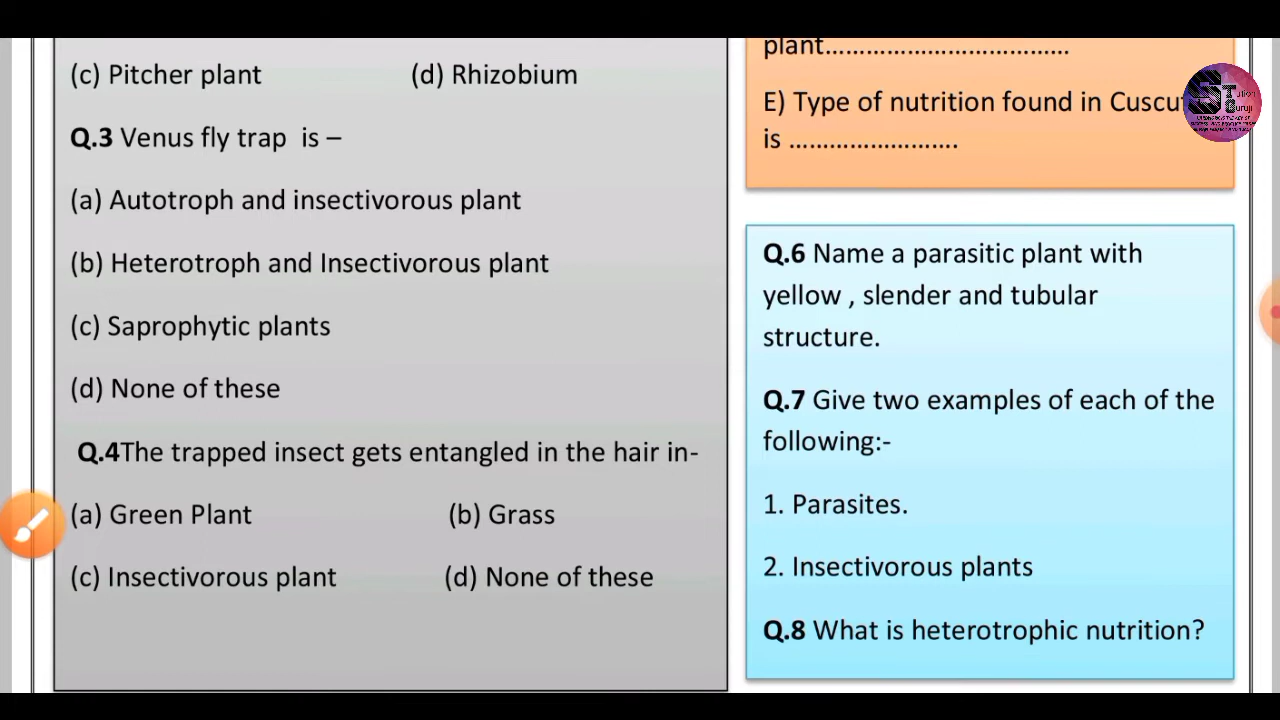 (c) Pitcher plant (d) Rhizobium
Q.3 Venus fly trap is –
(a) Autotroph and insectivorous plant
(b) Heterotroph and Insectivorous plant
(c) Saprophytic plants
(d) None of these
Q.4The trapped insect gets entangled in the hair in-
(a) Green Plant (b) Grass
(c) Insectivorous plant (d) None of these
plant....................................
E) Type of nutrition found in
is .........................
Q.6 Name a parasitic plant with
yellow , slender and tubular
structure.
Q.7 Give two examples of each of the
following:-
1. Parasites.
2. Insectivorous plants
Q.8 What is heterotrophic nutrition?